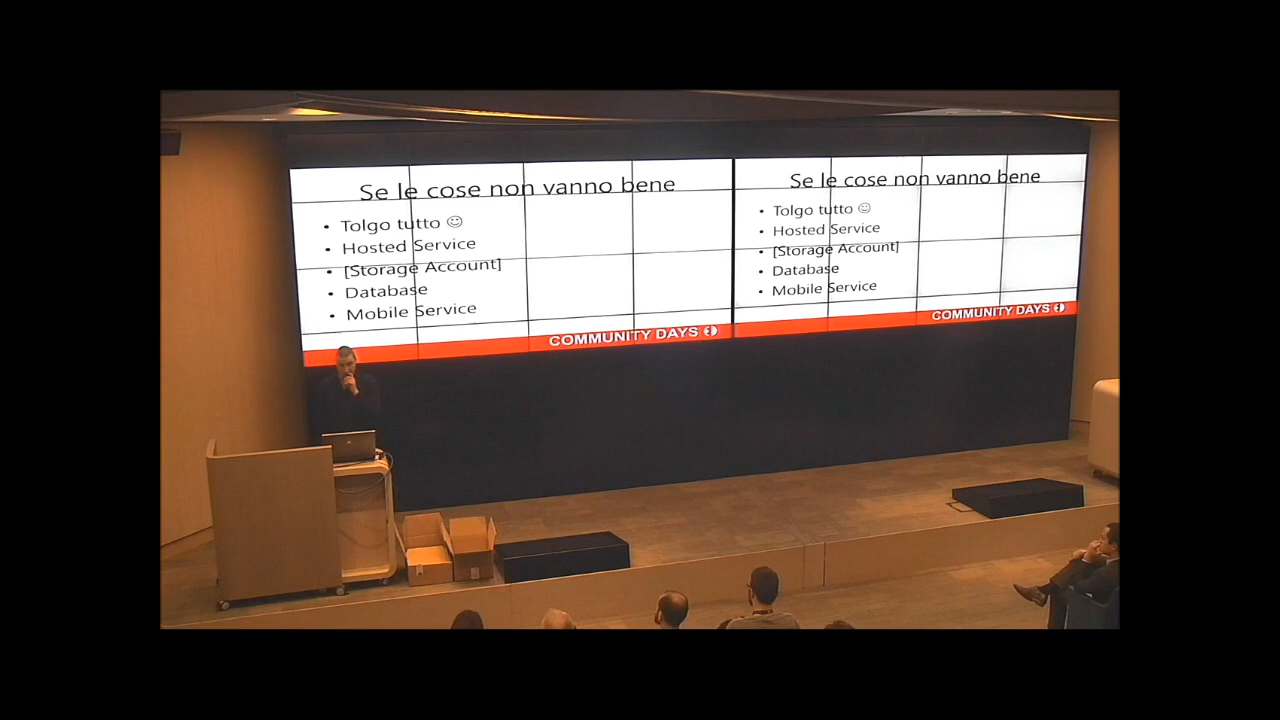 Se le cose non vanno bene
• Tolgo tutto ☺
• Hosted Service
• [Storage Account]
• Database
• Mobile Service
COMMUNITY DAYS
Se le cose non vanno bene
• Tolgo tutto ☺
• Hosted Service
• [Storage Account]
• Database
• Mobile Service
COMMUNITY DAYS